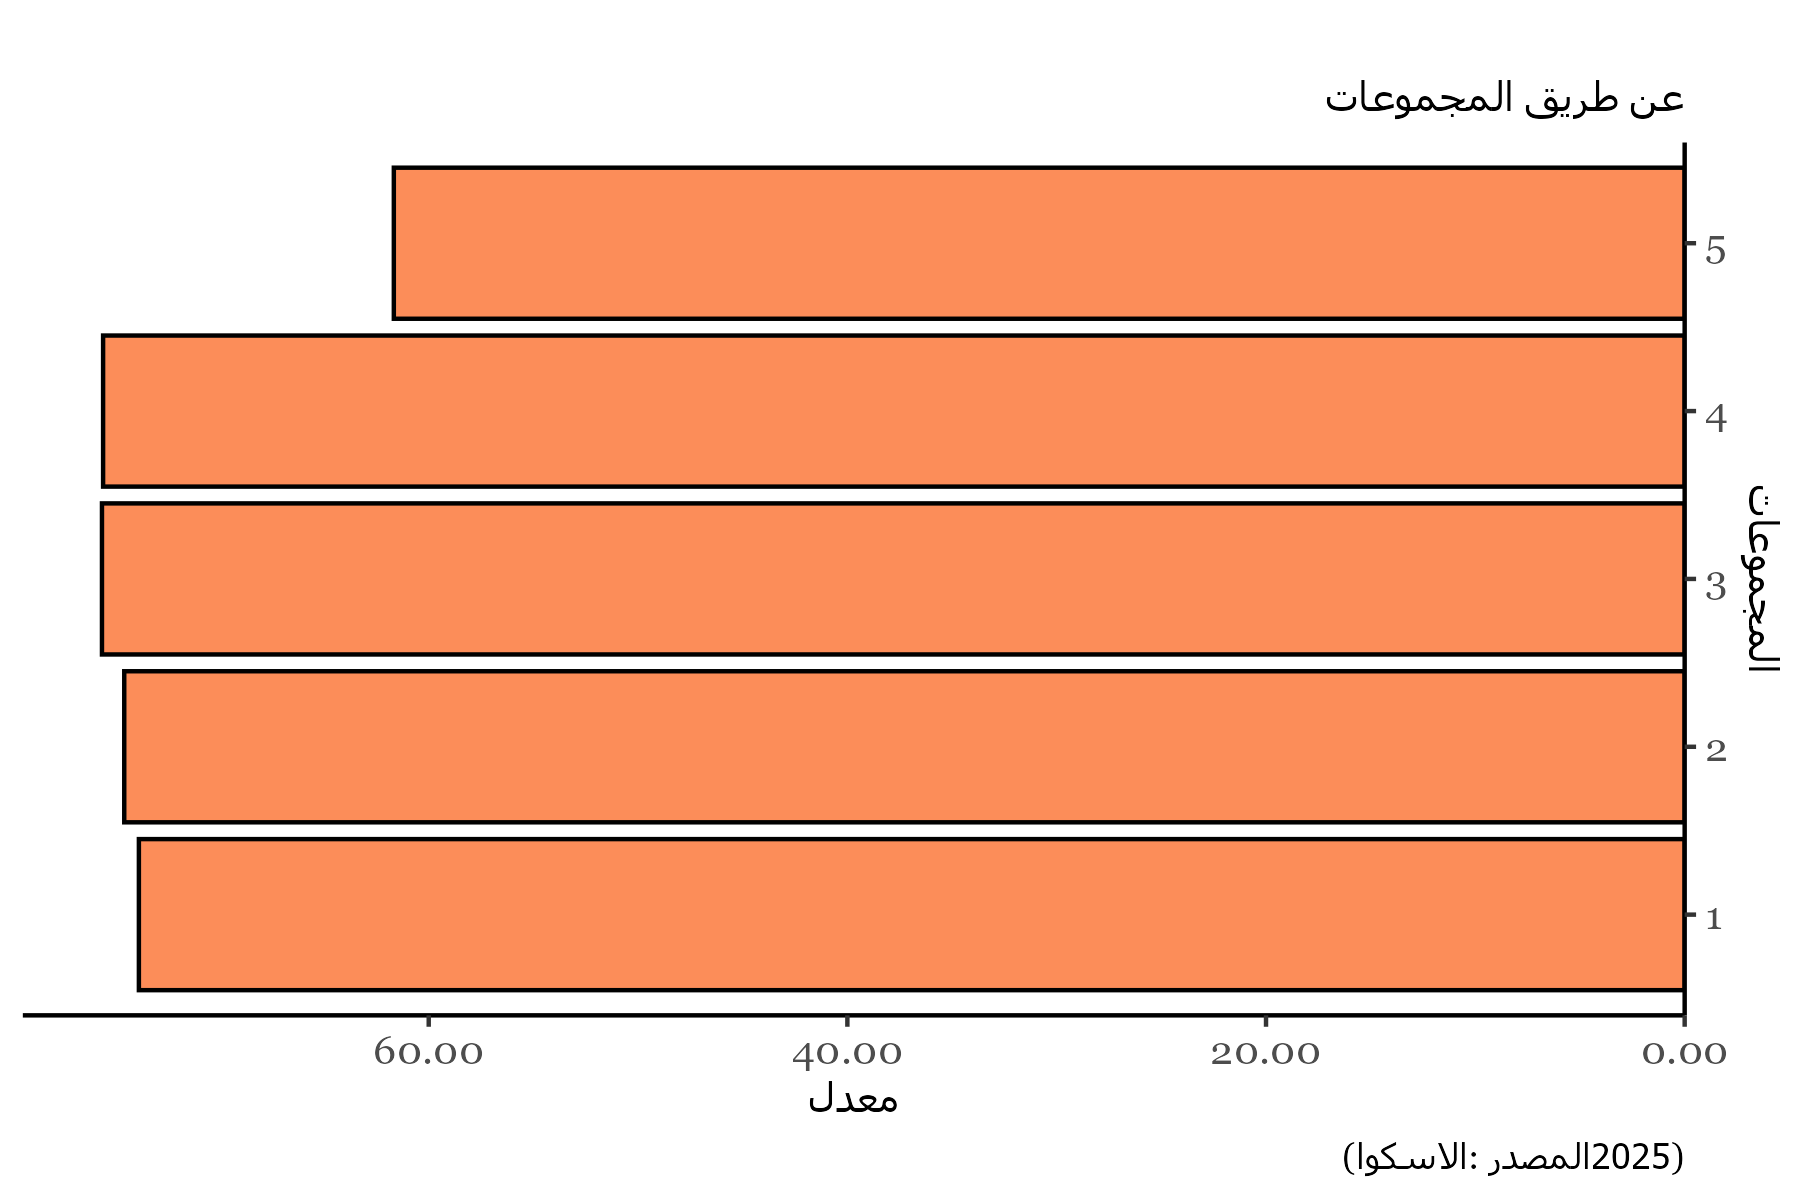 عن طريق المجموعات
5
4
3
2
1
المجموعات
60.00 40.00 20.00 0.00
معدل
(2025المصدر :الاسكوا)